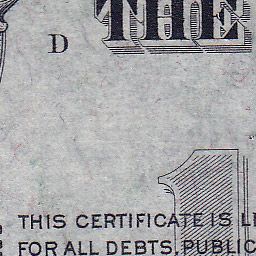 THE
D
1
THIS CERTIFICATE IS
FOR ALL DEBTS, PUBLIC